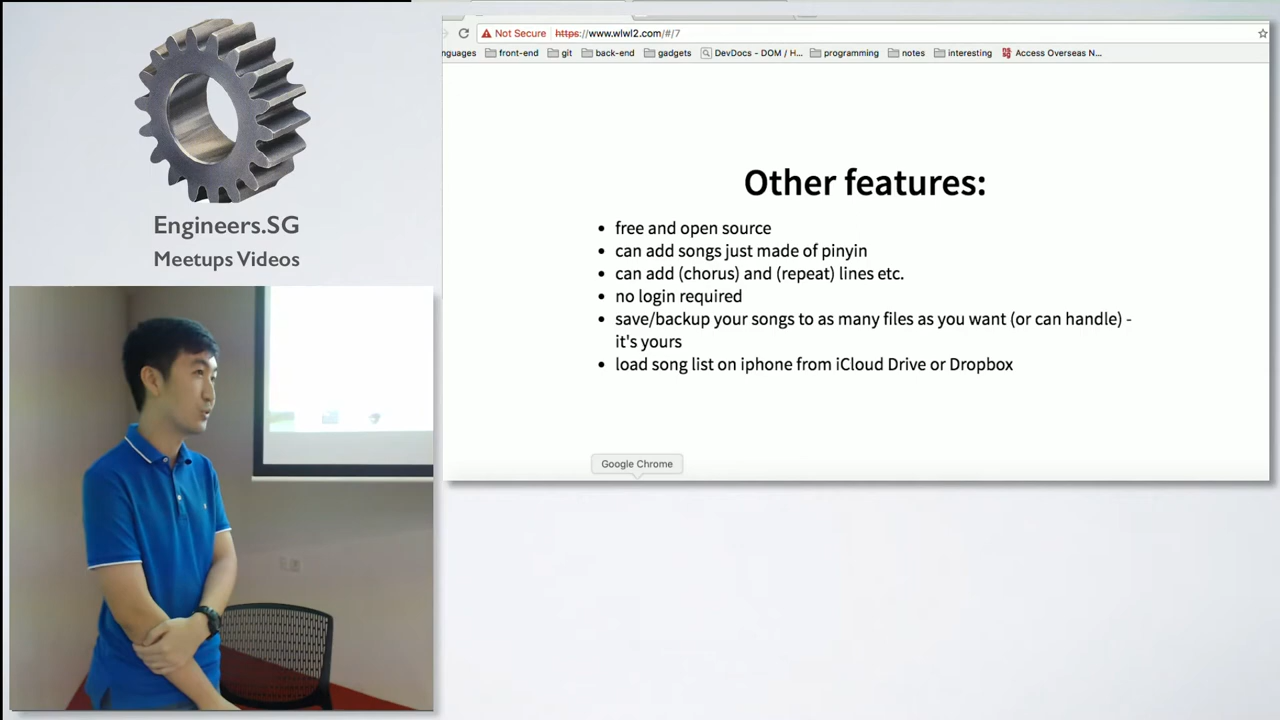 Not Secure https://www.wlwl2.com/#/7
nguages front-end git back-end gadgets DevDocs - DOM / H... programming notes interesting Access Overseas N...
Engineers.SG
Meetups Videos
Other features:
• free and open source
• can add songs just made of pinyin
• can add (chorus) and (repeat) lines etc.
• no login required
• save/backup your songs to as many files as you want (or can handle) -
it's yours
• load song list on iphone from iCloud Drive or Dropbox
Google Chrome